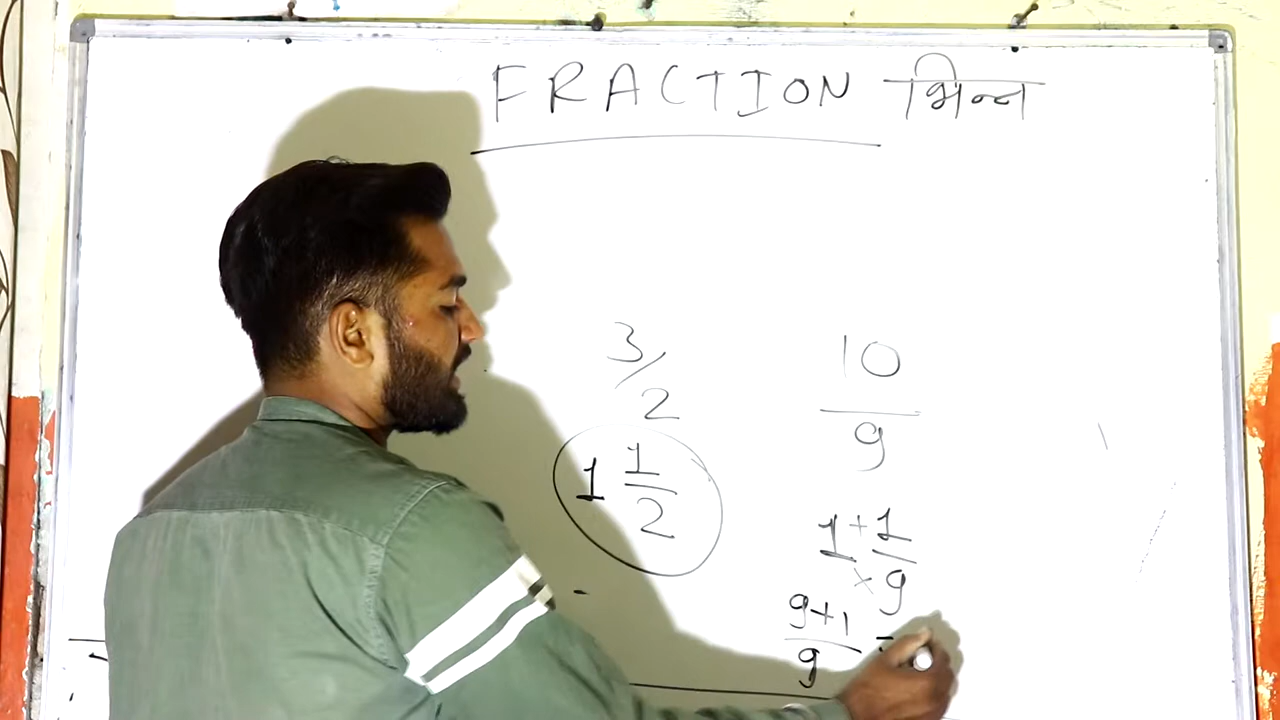 FRACTION भिन्न
3/2
1 1/2
10/9
1 + 1/9
×
9+1/9 =